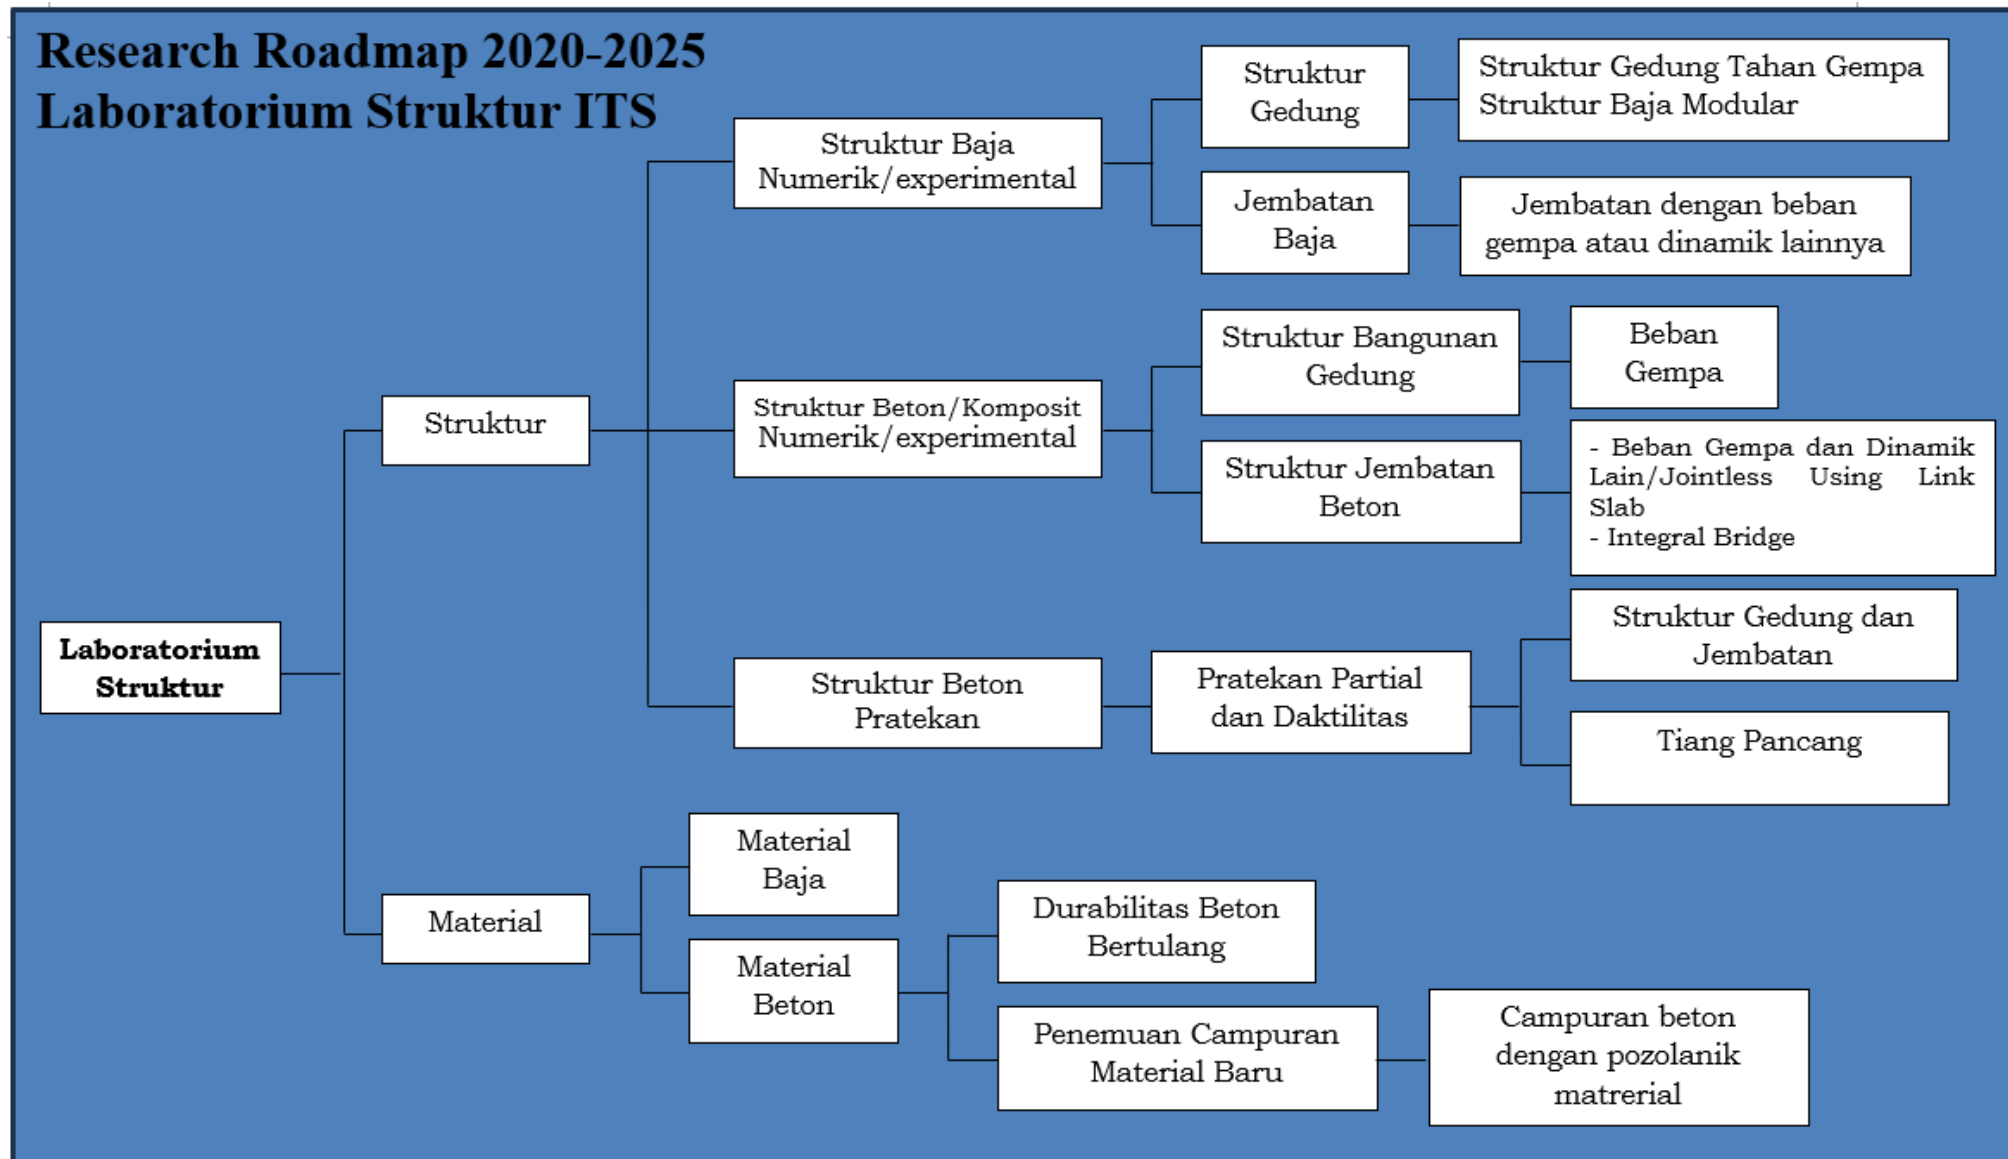 Research Roadmap 2020-2025
Laboratorium Struktur ITS
Laboratorium
Struktur
Struktur
Struktur Baja
Numerik/experimental
Struktur
Gedung
Struktur Gedung Tahan Gempa
Struktur Baja Modular
Jembatan
Baja
Jembatan dengan beban
gempa atau dinamik lainnya
Struktur Beton/Komposit
Numerik/experimental
Struktur Bangunan
Gedung
Beban
Gempa
Struktur Jembatan
Beton
- Beban Gempa dan Dinamik
Lain/Jointless Using Link
Slab
- Integral Bridge
Struktur Beton
Pratekan
Pratekan Partial
dan Daktilitas
Struktur Gedung dan
Jembatan
Tiang Pancang
Material
Material
Baja
Material
Beton
Durabilitas Beton
Bertulang
Penemuan Campuran
Material Baru
Campuran beton
dengan pozolanik
matrerial